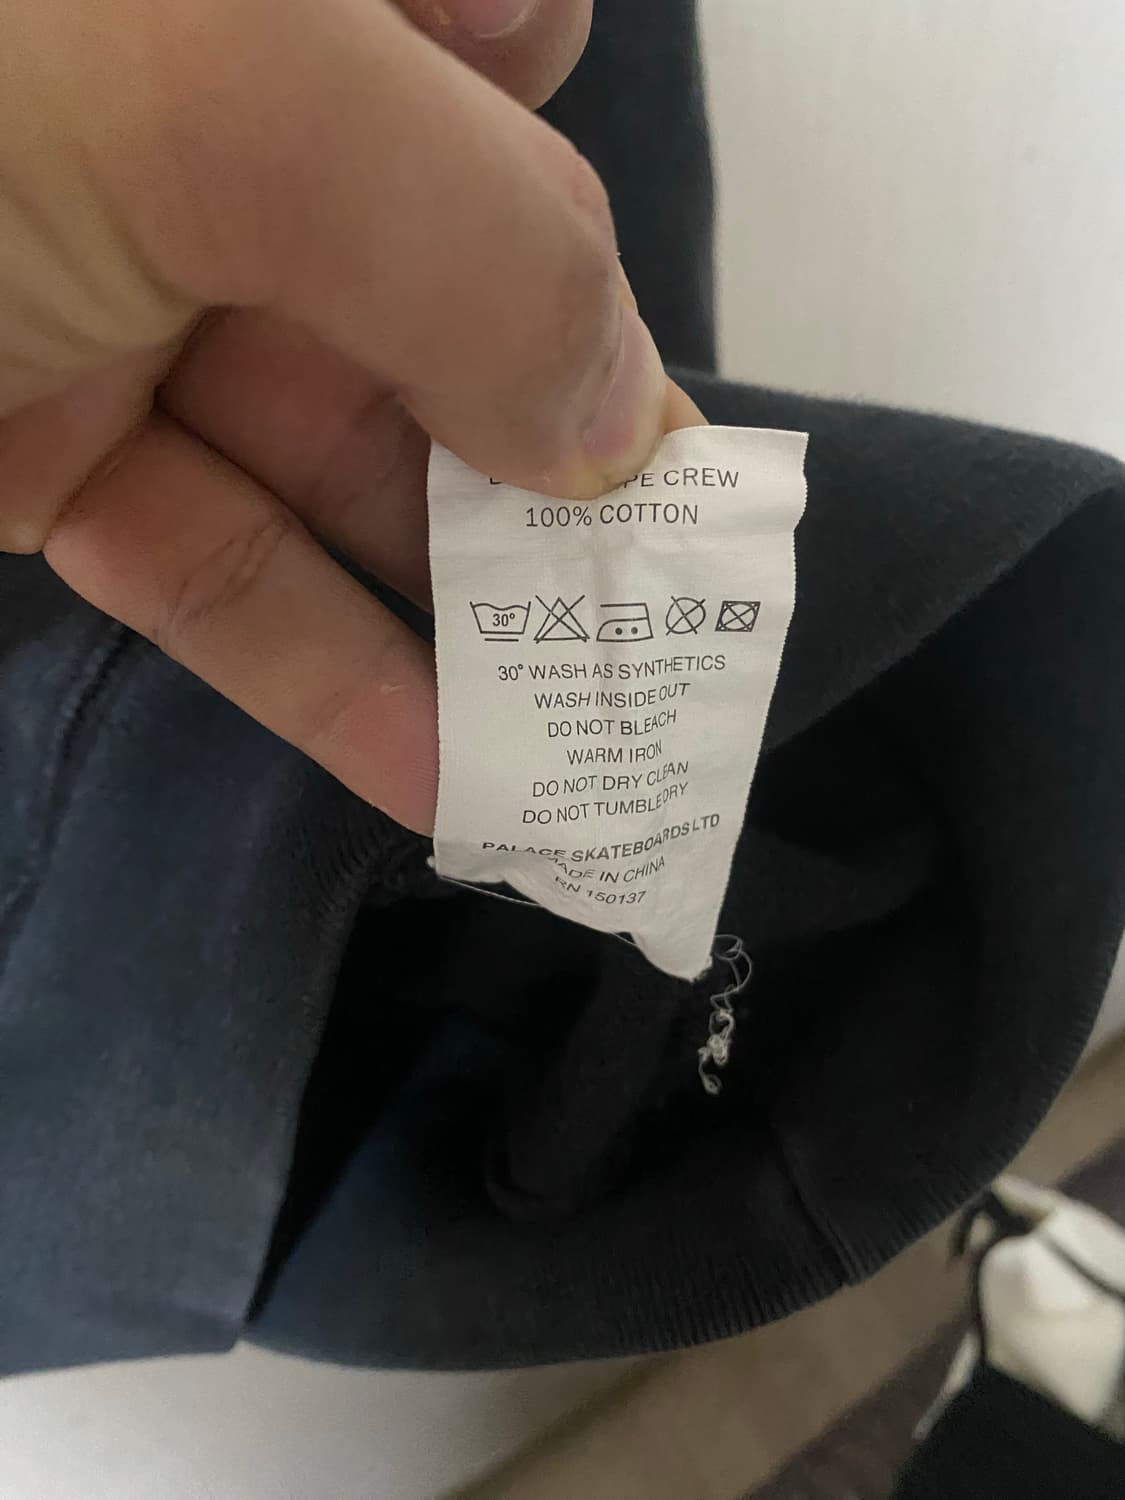 CREW
100% COTTON
30°
30° WASH AS SYNTHETICS
WASH INSIDE OUT
DO NOT BLEACH
WARM IRON
DO NOT DRY CLEAN
DO NOT TUMBLE DRY
PALACE SKATEBOARDS LTD
MADE IN CHINA
RN 150137